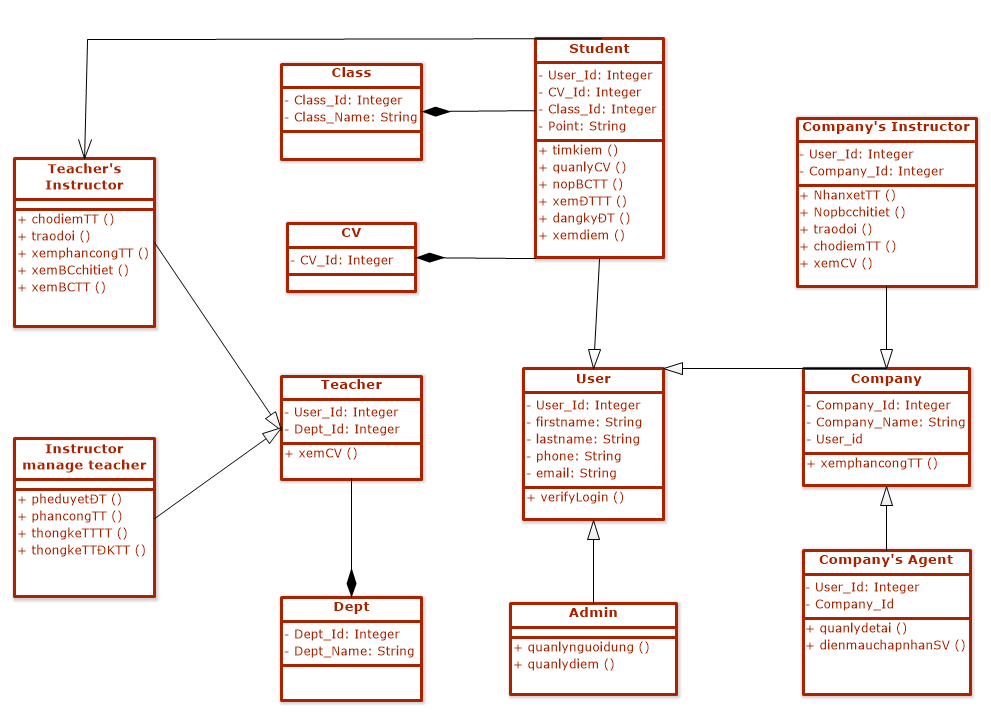 Student
- User_Id: Integer
- CV_Id: Integer
- Class_Id: Integer
- Point: String
+ timkiem ()
+ quanlyCV ()
+ nopBCTT ()
+ xemĐTTT ()
+ dangkyĐT ()
+ xemdiem ()
Class
- Class_Id: Integer
- Class_Name: String
Company's Instructor
- User_Id: Integer
- Company_Id: Integer
+ NhanxetTT ()
+ Nopbcchitiet ()
+ traodoi ()
+ chodiemTT ()
+ xemCV ()
Teacher's
Instructor
+ chodiemTT ()
+ traodoi ()
+ xemphancongTT ()
+ xemBCchitiet ()
+ xemBCTT ()
CV
- CV_Id: Integer
Teacher
- User_Id: Integer
- Dept_Id: Integer
+ xemCV ()
User
- User_Id: Integer
- firstname: String
- lastname: String
- phone: String
- email: String
+ verifyLogin ()
Company
- Company_Id: Integer
- Company_Name: String
- User_id
+ xemphancongTT ()
Instructor
manage teacher
+ pheduyetĐT ()
+ phancongTT ()
+ thongkeTTTT ()
+ thongkeTTĐKTT ()
Dept
- Dept_Id: Integer
- Dept_Name: String
Admin
+ quanlynguoidung ()
+ quanlydiem ()
Company's Agent
- User_Id: Integer
- Company_Id
+ quanlydetai ()
+ dienmauchapnhanSV ()